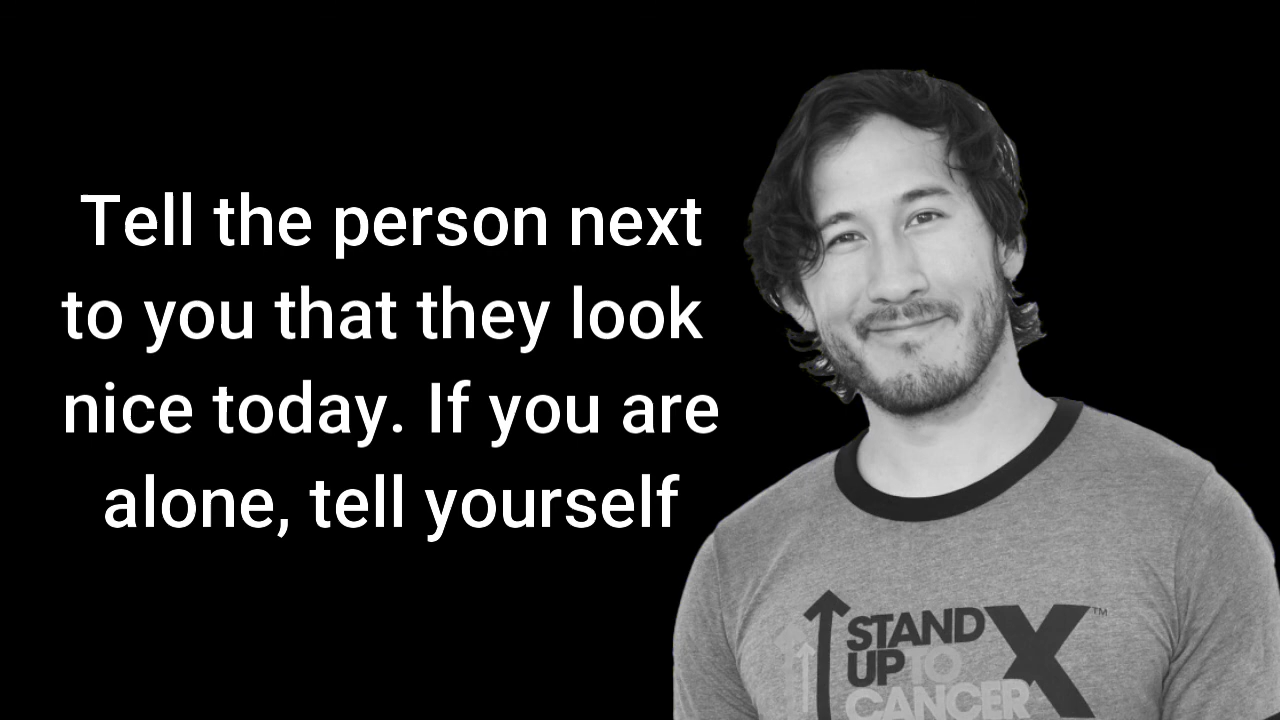 Tell the person next
to you that they look
nice today. If you are
alone, tell yourself
STAND
UP TO
CANCER
X™